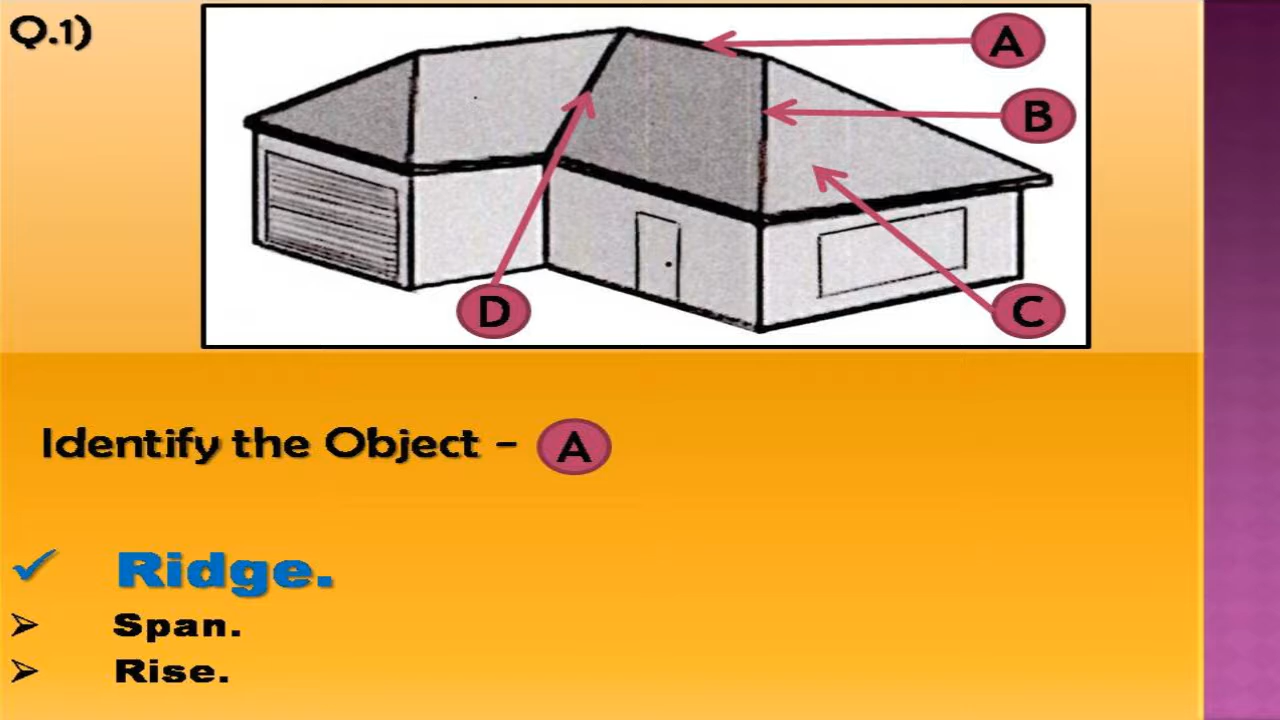 Q.1)
A
B
D
C
Identify the Object - A
Ridge.
Span.
Rise.